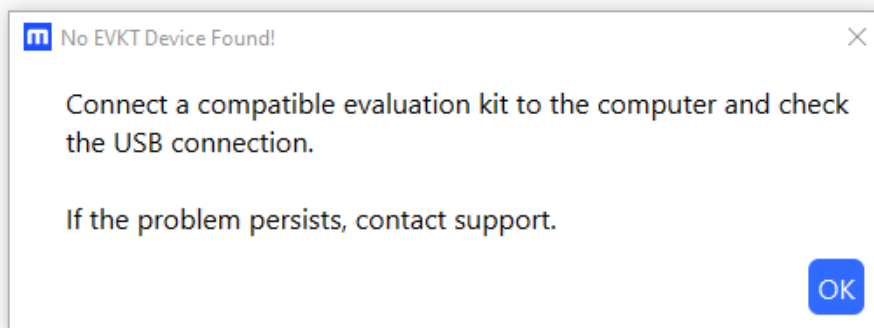 m No EVKT Device Found!
Connect a compatible evaluation kit to the computer and check
the USB connection.
If the problem persists, contact support.
OK